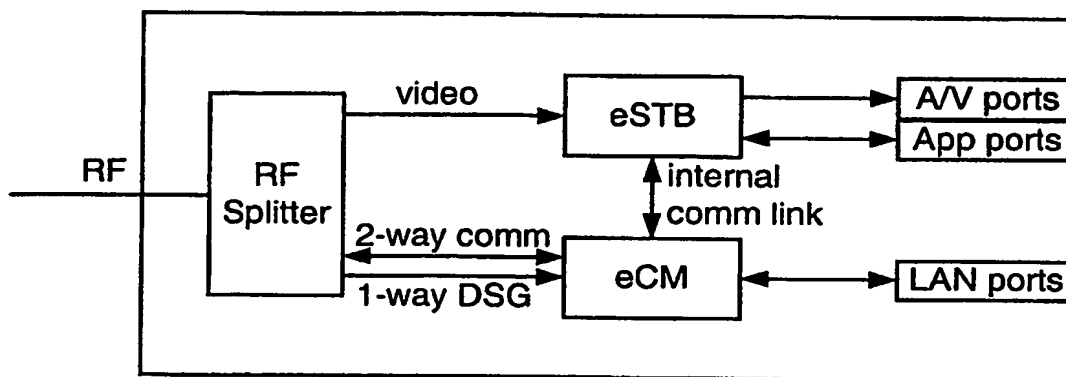 video
eSTB
A/V ports
App ports
RF
RF
Splitter
internal
comm link
2-way comm
1-way DSG
eCM
LAN ports